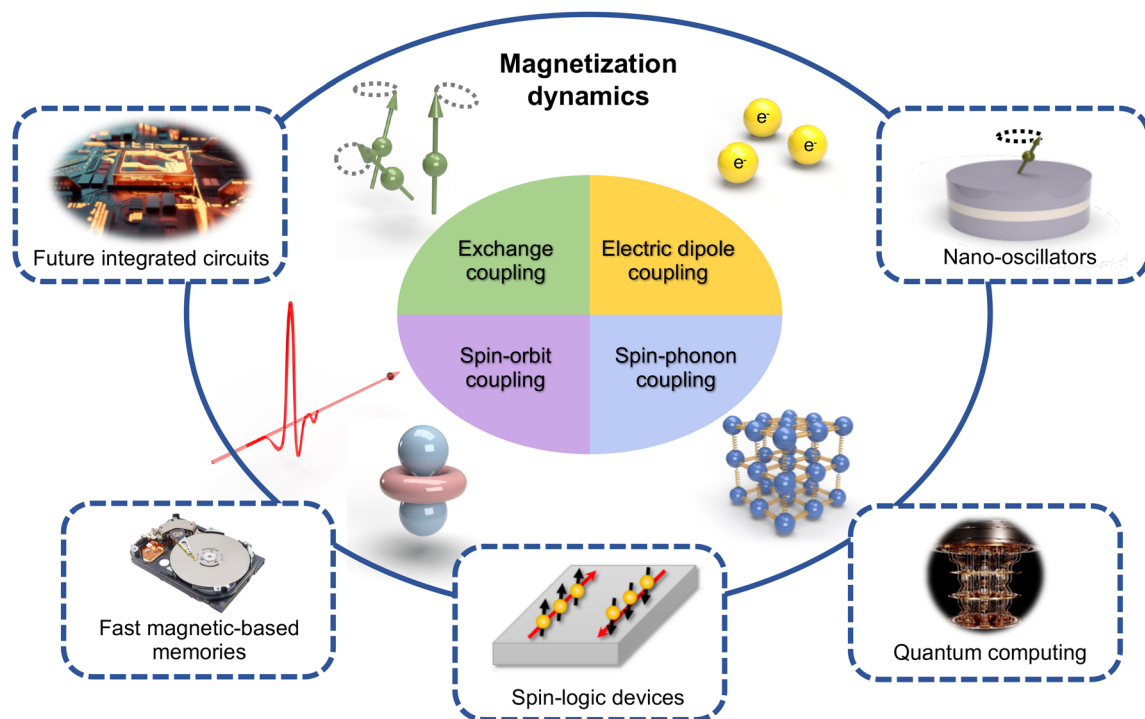 Magnetization
dynamics
e-
e-
e-
Future integrated circuits
Nano-oscillators
Exchange
coupling
Electric dipole
coupling
Spin-orbit
coupling
Spin-phonon
coupling
Fast magnetic-based
memories
Spin-logic devices
Quantum computing